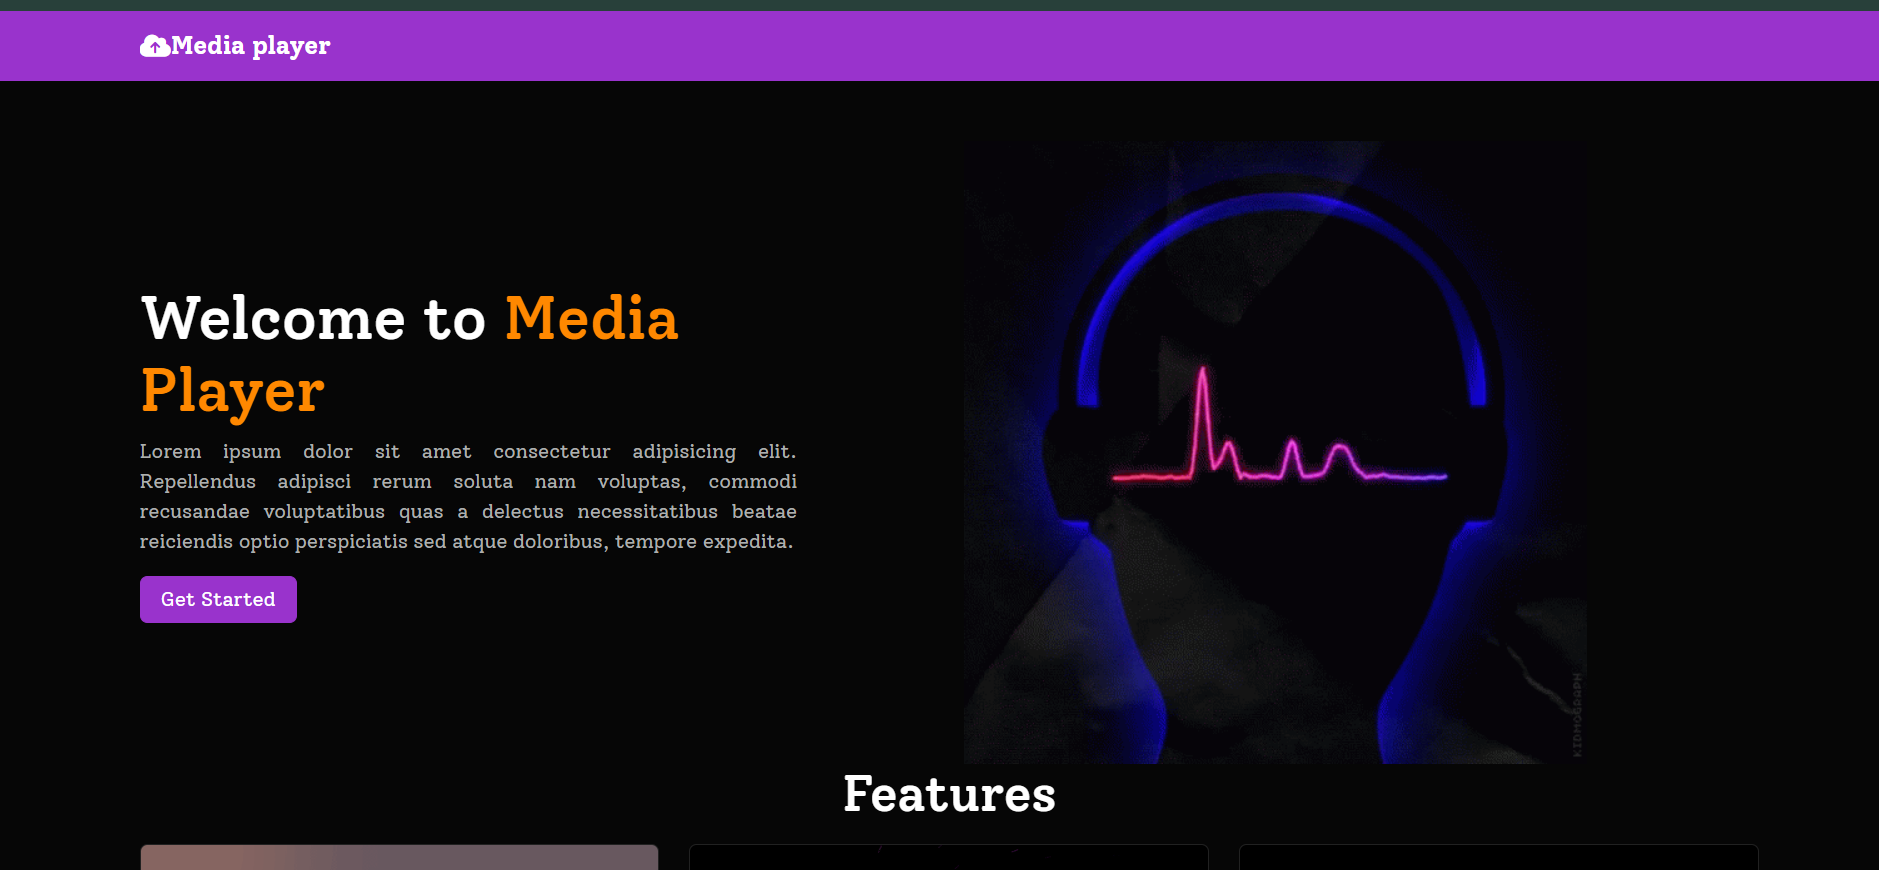 Media player
Welcome to Media
Player
Lorem ipsum dolor sit amet consectetur adipisicing elit.
Repellendus adipisci rerum soluta nam voluptas, commodi
recusandae voluptatibus quas a delectus necessitatibus beatae
reiciendis optio perspiciatis sed atque doloribus, tempore expedita.
Get Started
KIDMOGRAPH
Features